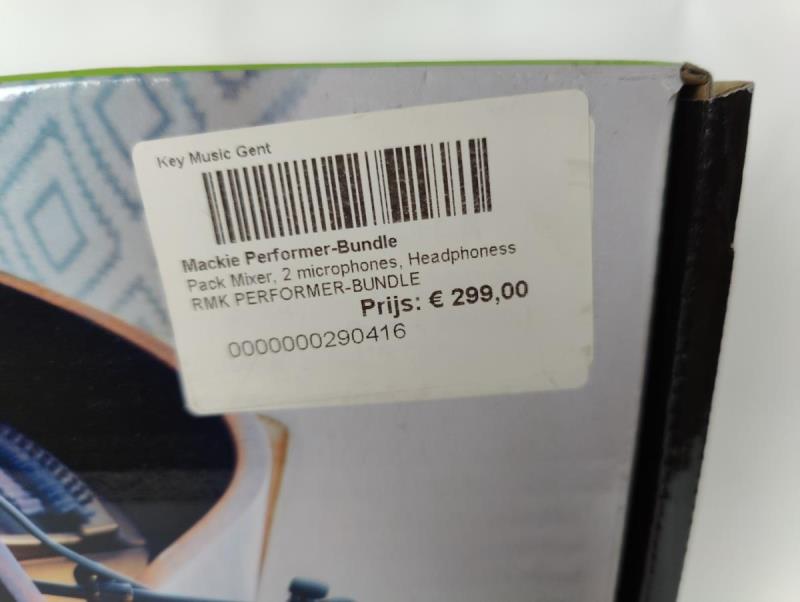 Key Music Gent
Mackie Performer-Bundle
Pack Mixer, 2 microphones, Headphoness
RMK PERFORMER-BUNDLE
Prijs: € 299,00
0000000290416